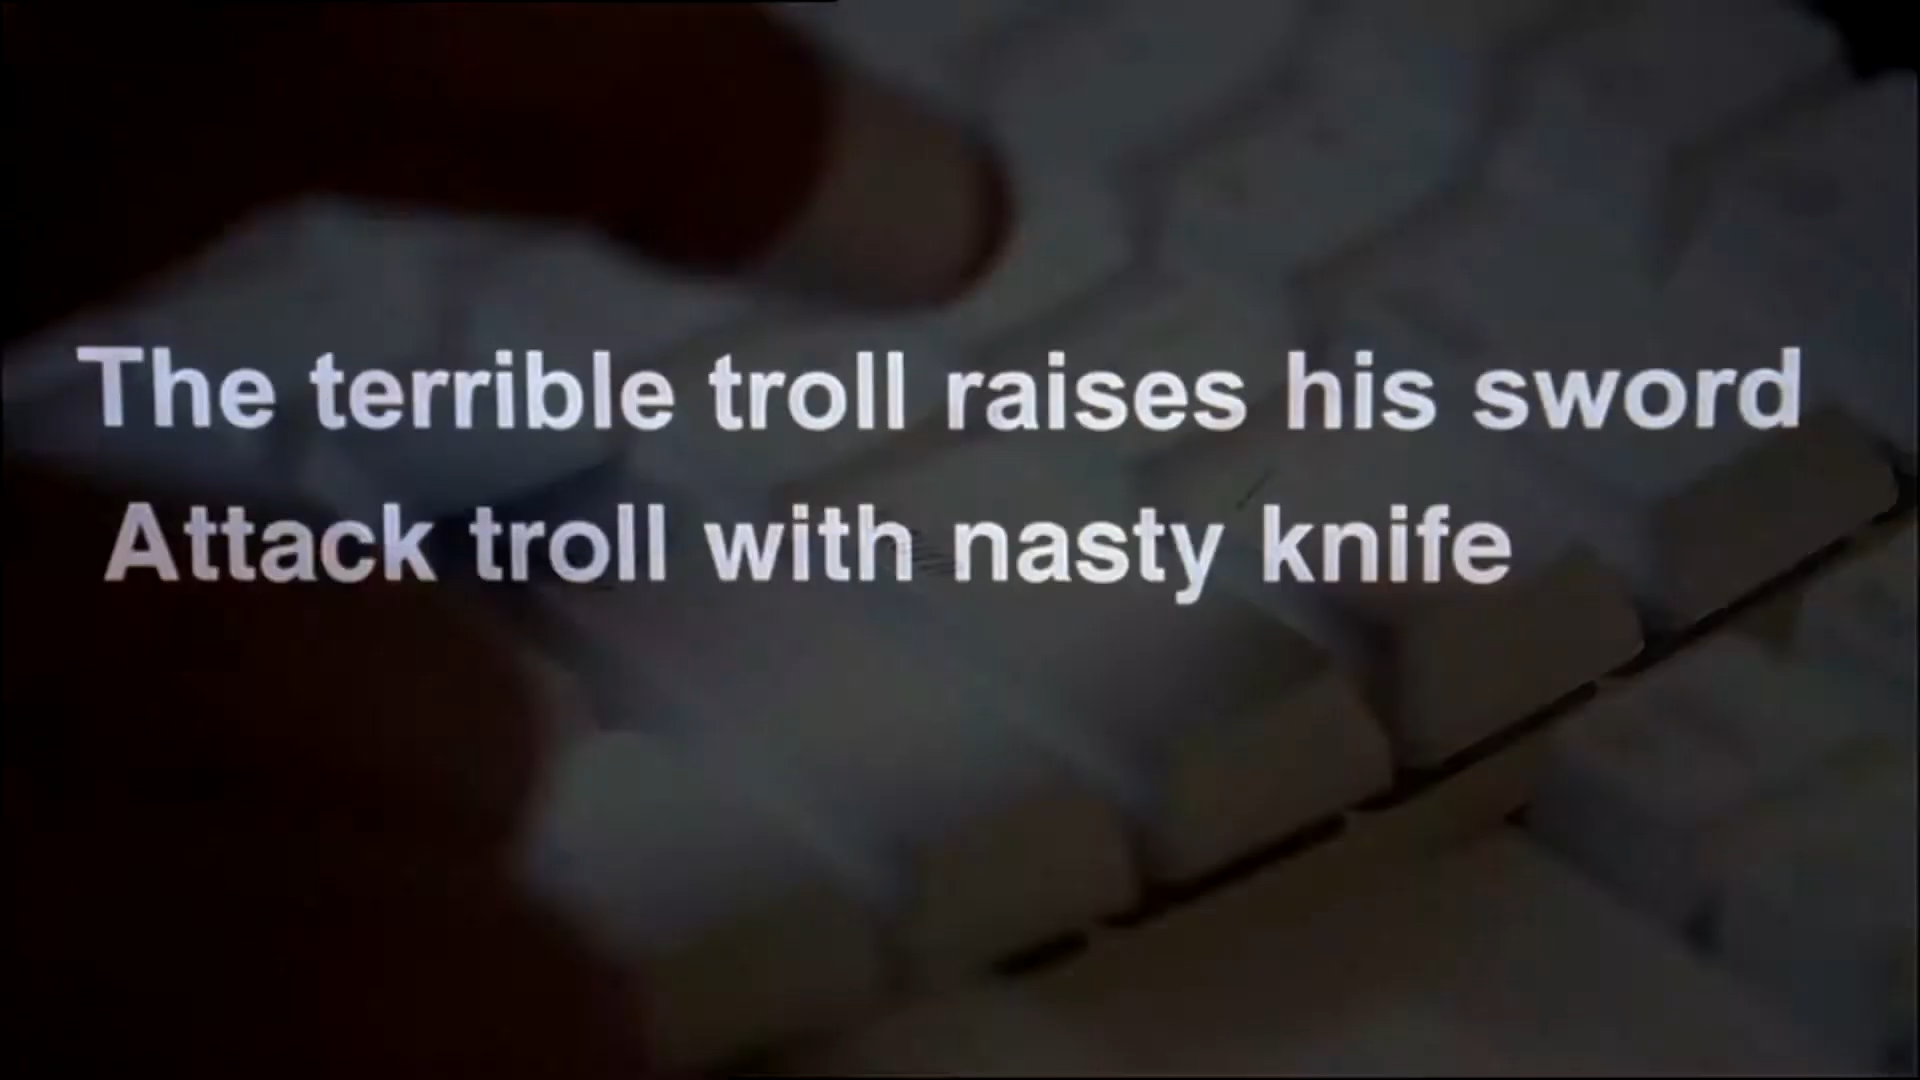 The terrible troll raises his sword
Attack troll with nasty knife